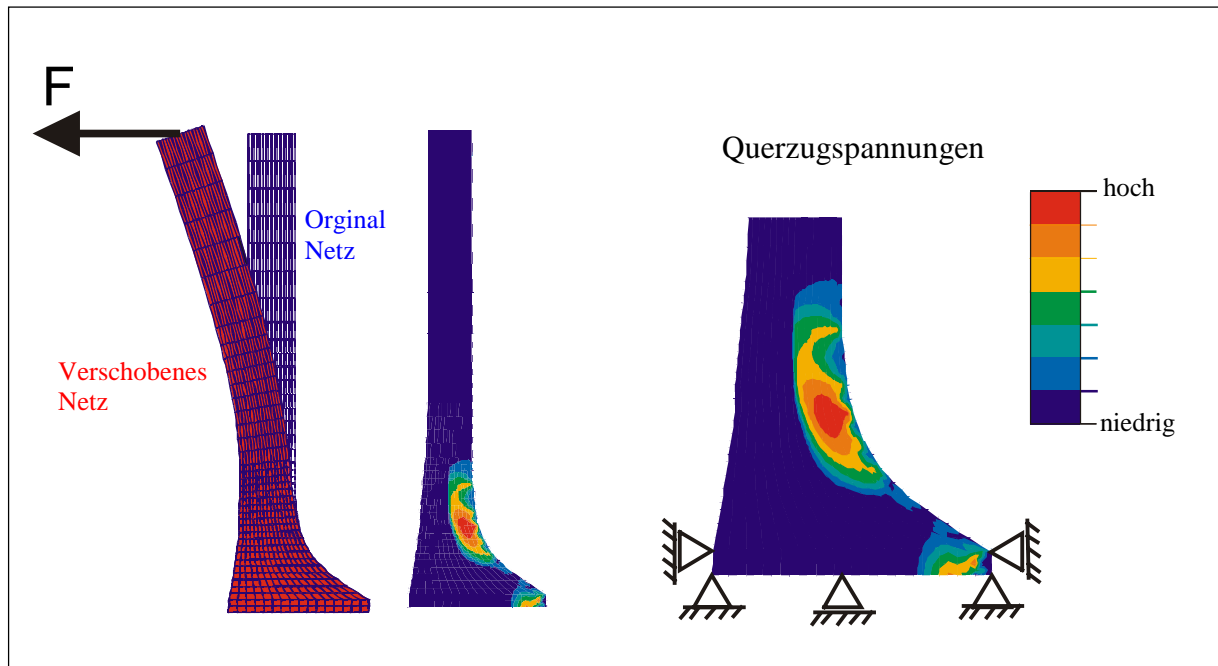 F
Querzugspannungen
hoch
Orginal
Netz
Verschobenes
Netz
niedrig